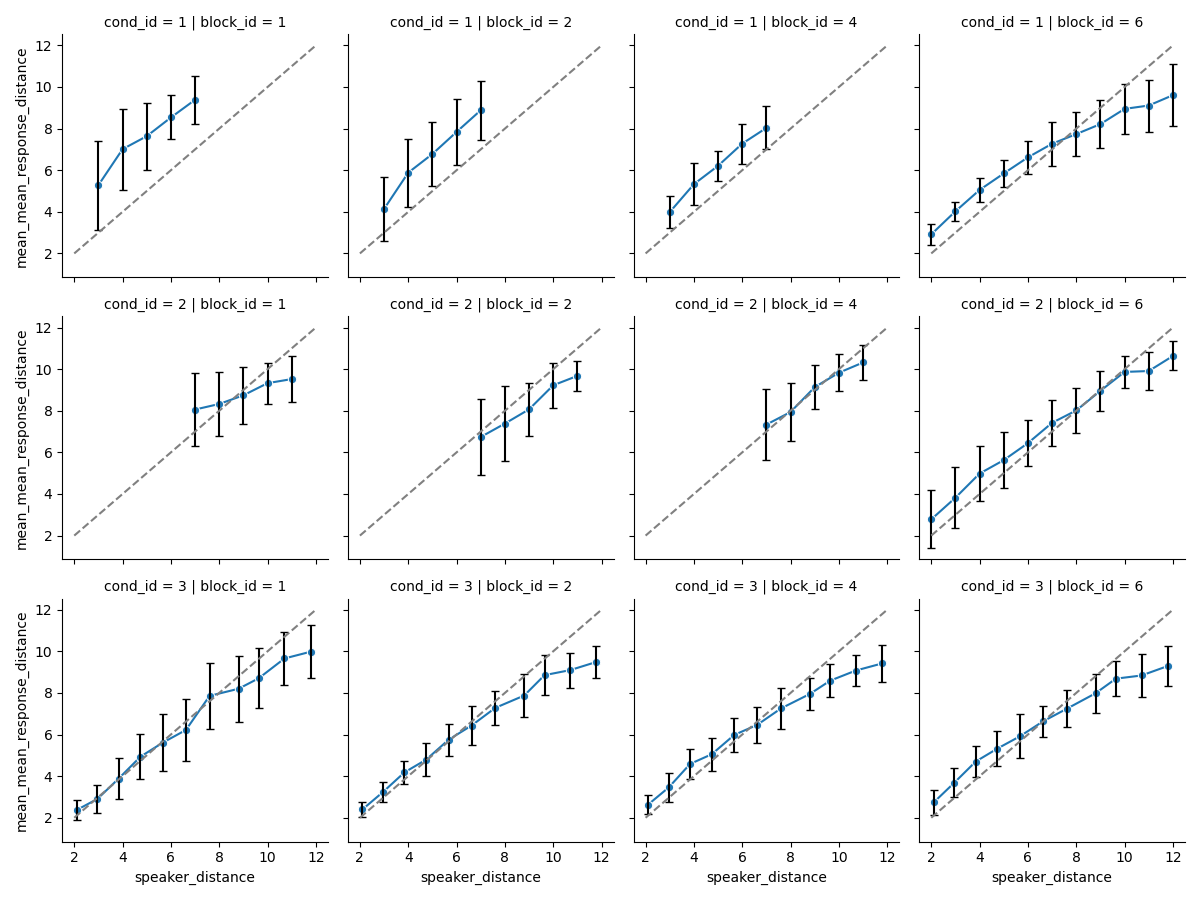 cond_id = 1 | block_id = 1
cond_id = 1 | block_id = 2
cond_id = 1 | block_id = 4
cond_id = 1 | block_id = 6
mean_mean_response_distance
12
10
8
6
4
2
cond_id = 2 | block_id = 1
cond_id = 2 | block_id = 2
cond_id = 2 | block_id = 4
cond_id = 2 | block_id = 6
mean_mean_response_distance
12
10
8
6
4
2
cond_id = 3 | block_id = 1
cond_id = 3 | block_id = 2
cond_id = 3 | block_id = 4
cond_id = 3 | block_id = 6
mean_mean_response_distance
12
10
8
6
4
2
2 4 6 8 10 12
2 4 6 8 10 12
2 4 6 8 10 12
2 4 6 8 10 12
speaker_distance
speaker_distance
speaker_distance
speaker_distance